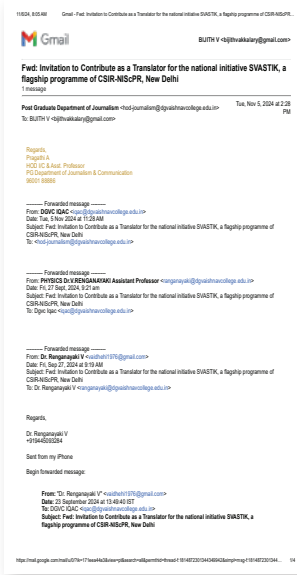 11/5/24, 8:05 AM Gmail - Fwd: Invitation to Contribute as a Translator for the national initiative SVASTIK, a flagship programme of CSIR-NIScPR...
Gmail
BIJITH V <bijithvakkalary@gmail.com>
Fwd: Invitation to Contribute as a Translator for the national initiative SVASTIK, a
flagship programme of CSIR-NIScPR, New Delhi
1 message
Post Graduate Department of Journalism <hod-journalism@dgvaishnavcollege.edu.in> Tue, Nov 5, 2024 at 2:28
PM
To: BIJITH V <bijithvakkalary@gmail.com>
Regards,
Pragathi A
HOD I/C & Asst. Professor
PG Department of Journalism & Communication
---------- Forwarded message ---------
From: DGVC IQAC <iqac@dgvaishnavcollege.edu.in>
Date: Tue, 5 Nov 2024 at 11:28 AM
Subject: Fwd: Invitation to Contribute as a Translator for the national initiative SVASTIK, a flagship programme of
CSIR-NIScPR, New Delhi
To: <hod-journalism@dgvaishnavcollege.edu.in>
---------- Forwarded message ---------
From: PHYSICS Dr.V.RENGANAYAKI Assistant Professor <ranganayaki@dgvaishnavcollege.edu.in>
Date: Fri, 27 Sept, 2024, 9:21 am
Subject: Fwd: Invitation to Contribute as a Translator for the national initiative SVASTIK, a flagship programme of
CSIR-NIScPR, New Delhi
To: Dgvc Iqac <iqac@dgvaishnavcollege.edu.in>
---------- Forwarded message ---------
From: Dr. Renganayaki V <vaidhehi1976@gmail.com>
Date: Fri, Sep 27, 2024 at 9:19 AM
Subject: Fwd: Invitation to Contribute as a Translator for the national initiative SVASTIK, a flagship programme of
CSIR-NIScPR, New Delhi
To: Dr. Renganayaki V <ranganayaki@dgvaishnavcollege.edu.in>
Regards,
Dr. Renganayaki V
+919445093284
Sent from my iPhone
Begin forwarded message:
From: "Dr. Renganayaki V" <vaidhehi1976@gmail.com>
Date: 23 September 2024 at 13:49:40 IST
To: DGVC IQAC <iqac@dgvaishnavcollege.edu.in>
Subject: Fwd: Invitation to Contribute as a Translator for the national initiative SVASTIK, a
flagship programme of CSIR-NIScPR, New Delhi
1/4